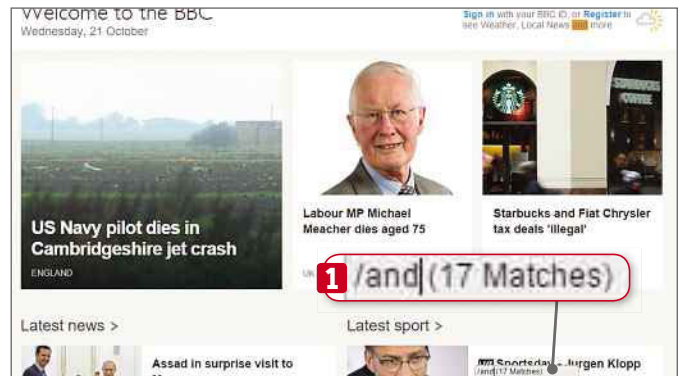 Welcome to the BBC
Wednesday, 21 October
Sign in with your BBC ID, or Register to
see Weather, Local News and more
US Navy pilot dies in
Cambridgeshire jet crash
ENGLAND
Labour MP Michael
Meacher dies aged 75
UK
Starbucks and Fiat Chrysler
tax deals 'illegal'
1 /and (17 Matches)
Latest news >
Latest sport >
Assad in surprise visit to
Sportsday - Jurgen Klopp
/and (17 Matches)